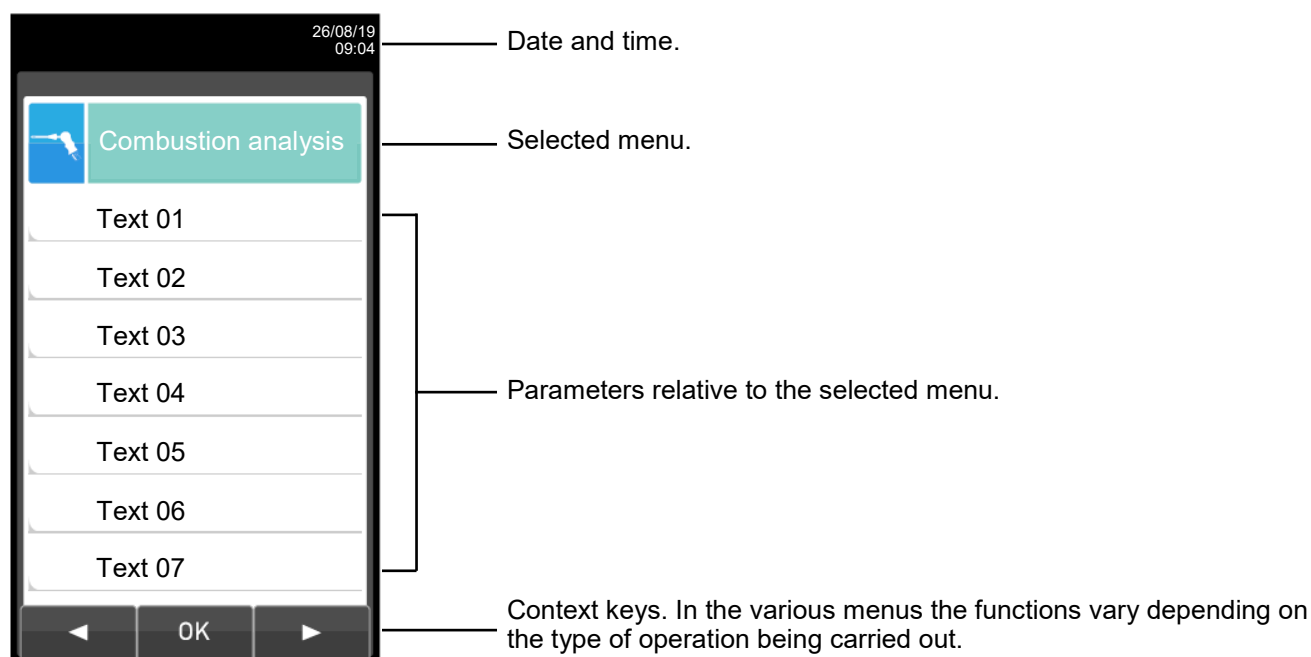 26/08/19
09:04
Date and time.
Combustion analysis
Selected menu.
Text 01
Text 02
Text 03
Text 04
Parameters relative to the selected menu.
Text 05
Text 06
Text 07
Context keys. In the various menus the functions vary depending on
the type of operation being carried out.
OK